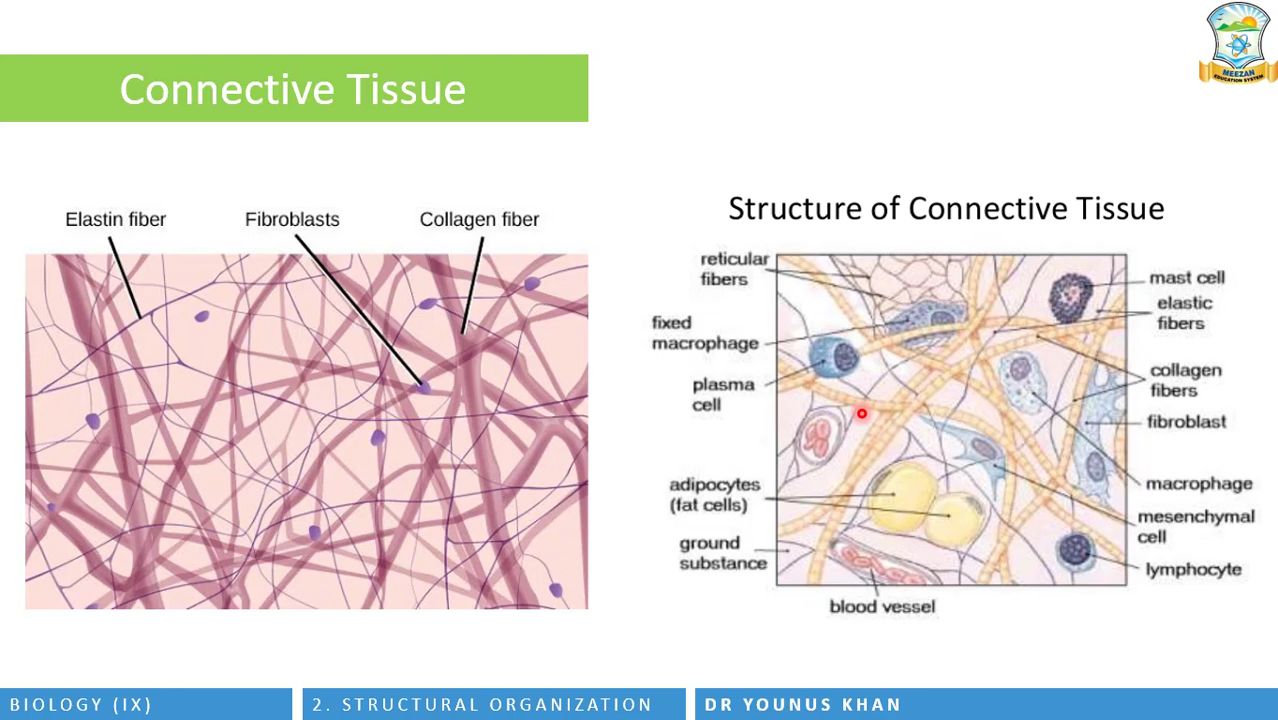 Connective Tissue
MEEZAN
EDUCATION SYSTEM
Elastin fiber
Fibroblasts
Collagen fiber
Structure of Connective Tissue
reticular
fibers
fixed
macrophage
plasma
cell
adipocytes
(fat cells)
ground
substance
blood vessel
mast cell
elastic
fibers
collagen
fibers
fibroblast
macrophage
mesenchymal
cell
lymphocyte
BIOLOGY (IX)
2. STRUCTURAL ORGANIZATION
DR YOUNUS KHAN